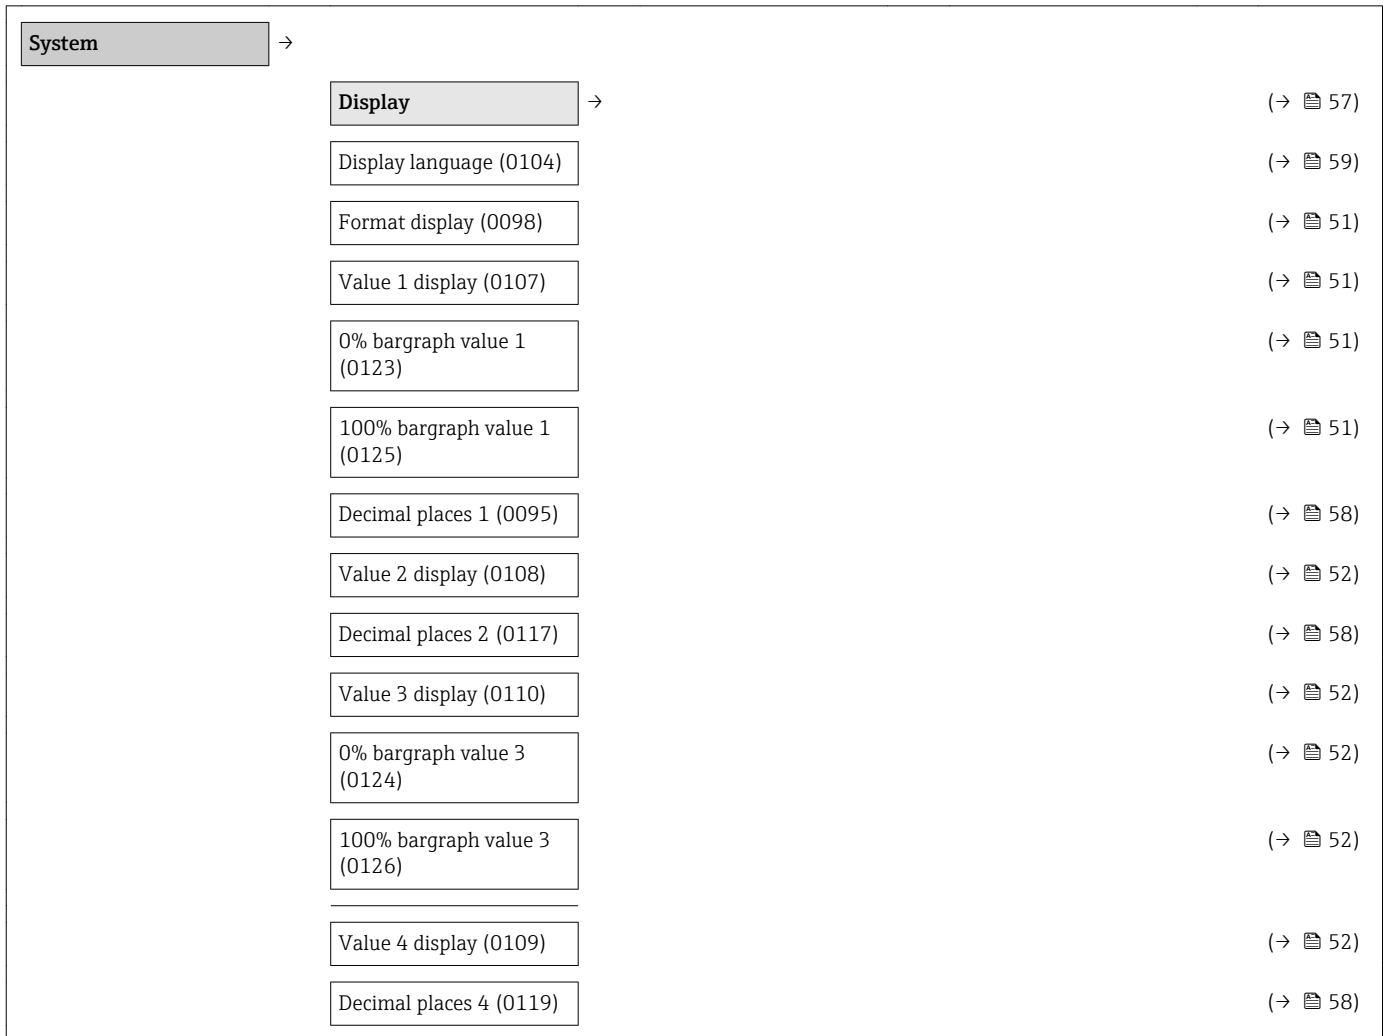 System →
Display → (→ 57)
Display language (0104) (→ 59)
Format display (0098) (→ 51)
Value 1 display (0107) (→ 51)
0% bargraph value 1 (→ 51)
(0123)
100% bargraph value 1 (→ 51)
(0125)
Decimal places 1 (0095) (→ 58)
Value 2 display (0108) (→ 52)
Decimal places 2 (0117) (→ 58)
Value 3 display (0110) (→ 52)
0% bargraph value 3 (→ 52)
(0124)
100% bargraph value 3 (→ 52)
(0126)
Value 4 display (0109) (→ 52)
Decimal places 4 (0119) (→ 58)